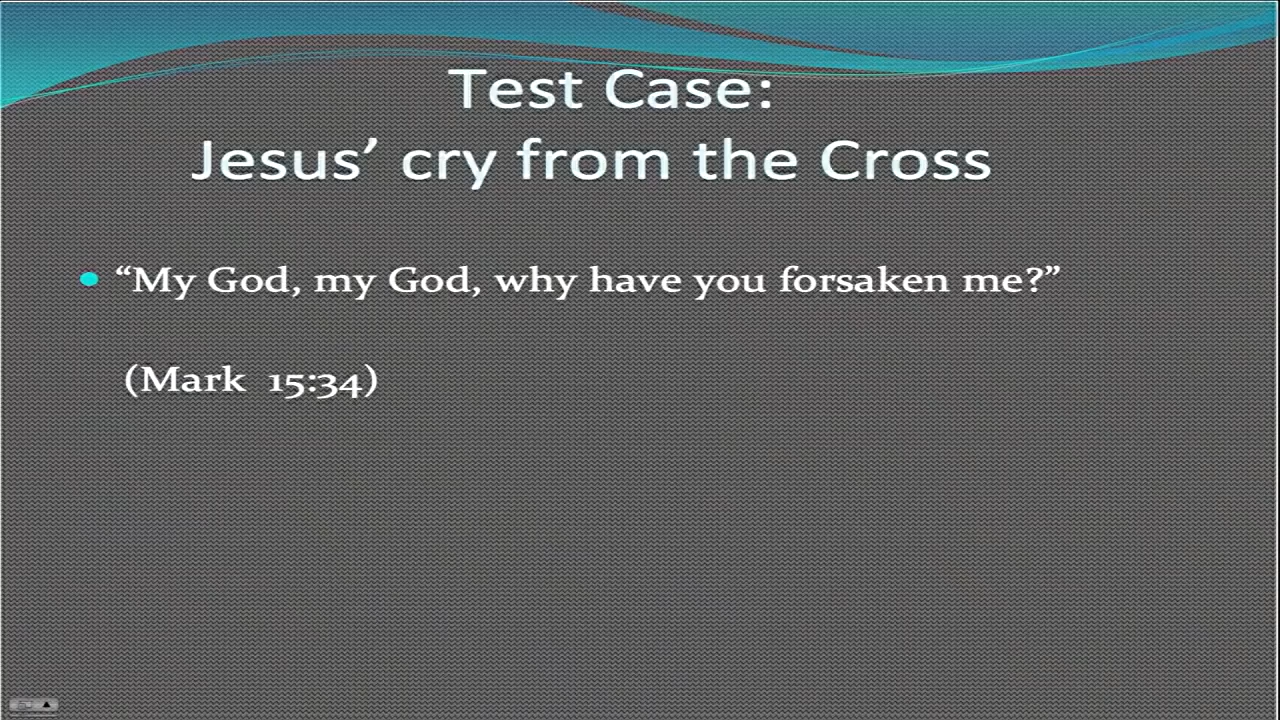 Test Case:
Jesus’ cry from the Cross
“My God, my God, why have you forsaken me?”
(Mark 15:34)